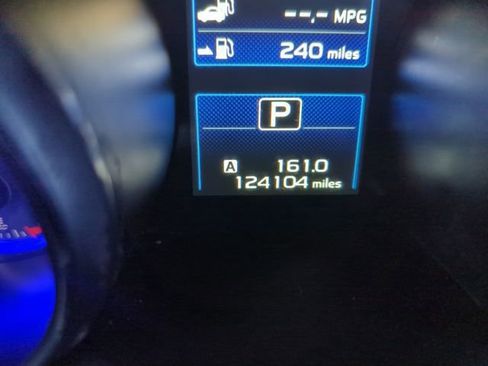 --.- MPG
240 miles
P
A 161.0
124104 miles